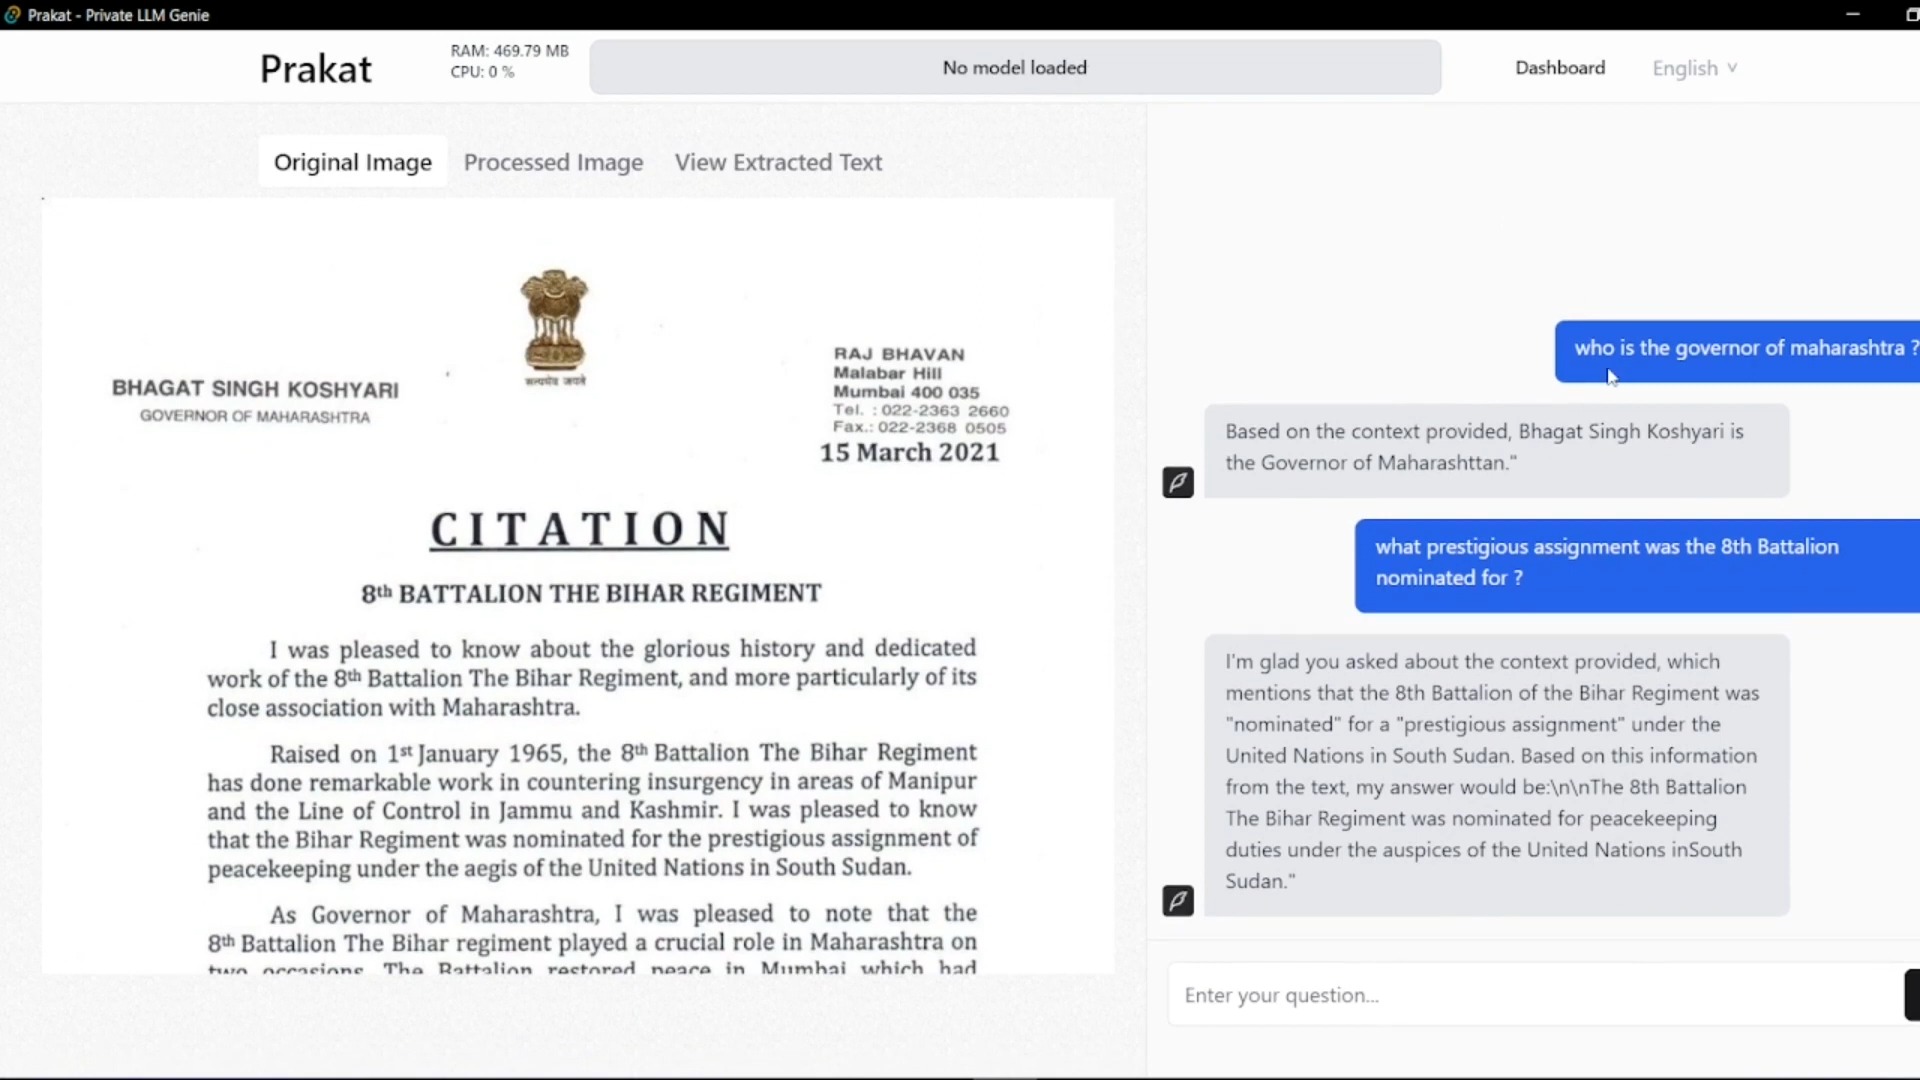 Prakat - Private LLM Genie
Prakat
RAM: 469.79 MB
CPU: 0 %
No model loaded
Dashboard
English
Original Image
Processed Image
View Extracted Text
सत्यमेव जयते
BHAGAT SINGH KOSHYARI
GOVERNOR OF MAHARASHTRA
RAJ BHAVAN
Malabar Hill
Mumbai 400 035
Tel. : 022-2363 2660
Fax.: 022-2368 0505
15 March 2021
CITATION
8th BATTALION THE BIHAR REGIMENT
I was pleased to know about the glorious history and dedicated
work of the 8th Battalion The Bihar Regiment, and more particularly of its
close association with Maharashtra.
Raised on 1st January 1965, the 8th Battalion The Bihar Regiment
has done remarkable work in countering insurgency in areas of Manipur
and the Line of Control in Jammu and Kashmir. I was pleased to know
that the Bihar Regiment was nominated for the prestigious assignment of
peacekeeping under the aegis of the United Nations in South Sudan.
As Governor of Maharashtra, I was pleased to note that the
8th Battalion The Bihar regiment played a crucial role in Maharashtra on
two occasions. The Battalion restored peace in Mumbai which had
who is the governor of maharashtra ?
Based on the context provided, Bhagat Singh Koshyari is
the Governor of Maharashttan."
what prestigious assignment was the 8th Battalion
nominated for ?
I'm glad you asked about the context provided, which
mentions that the 8th Battalion of the Bihar Regiment was
"nominated" for a "prestigious assignment" under the
United Nations in South Sudan. Based on this information
from the text, my answer would be:\n\nThe 8th Battalion
The Bihar Regiment was nominated for peacekeeping
duties under the auspices of the United Nations inSouth
Sudan."
Enter your question...